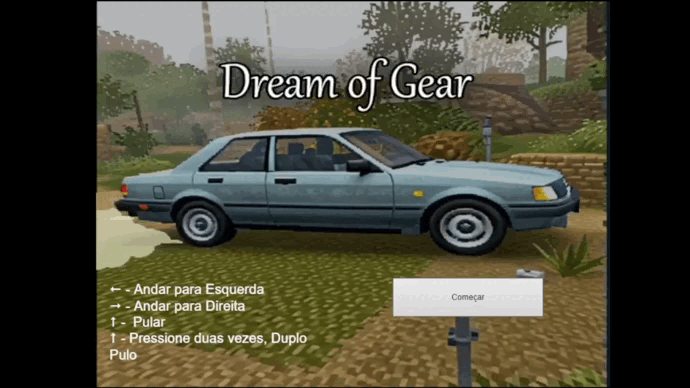 Dream of Gear
← - Andar para Esquerda
→ - Andar para Direita
↑ - Pular
↑ - Pressione duas vezes, Duplo
Pulo
Começar